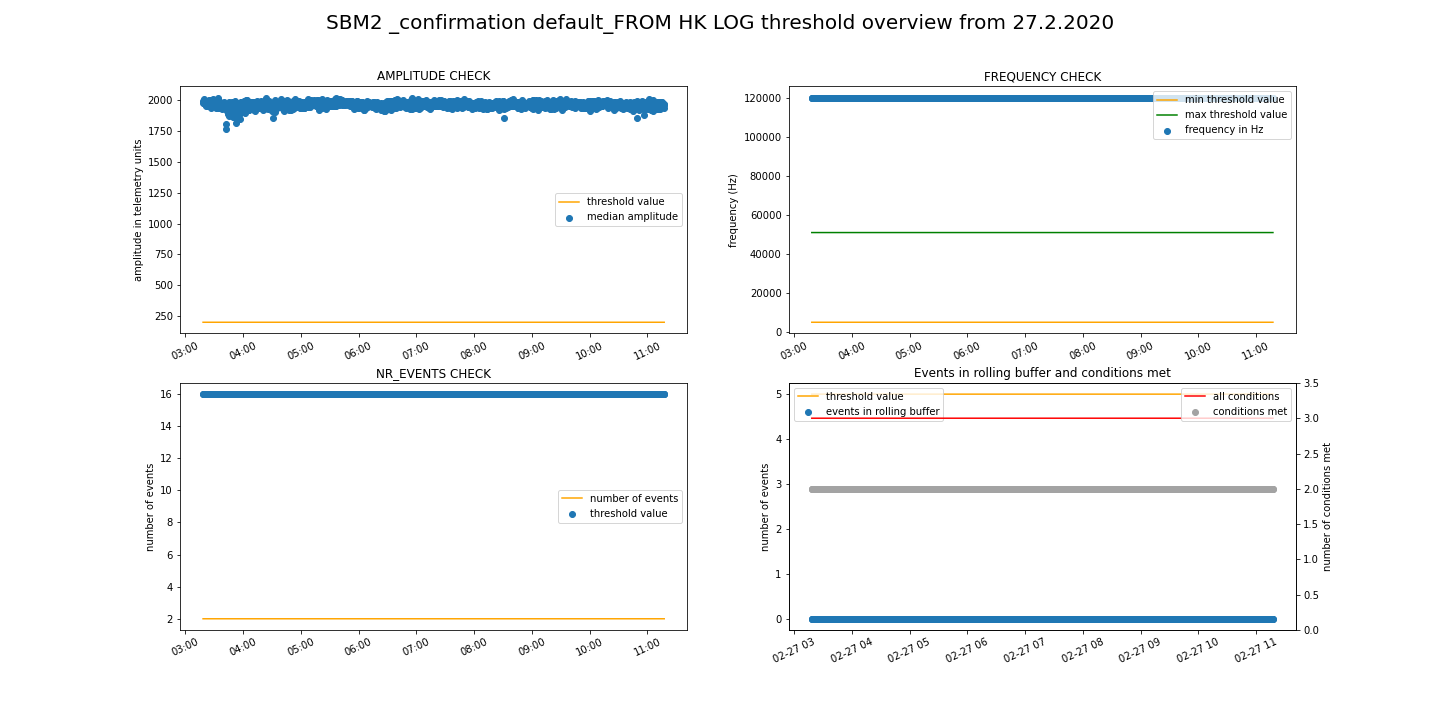 SBM2 _confirmation default_FROM HK LOG threshold overview from 27.2.2020
AMPLITUDE CHECK
amplitude in telemetry units
2000
1750
1500
1250
1000
750
500
250
threshold value
median amplitude
03:00 04:00 05:00 06:00 07:00 08:00 09:00 10:00 11:00
FREQUENCY CHECK
frequency (Hz)
120000
100000
80000
60000
40000
20000
0
min threshold value
max threshold value
frequency in Hz
03:00 04:00 05:00 06:00 07:00 08:00 09:00 10:00 11:00
NR_EVENTS CHECK
number of events
16
14
12
10
8
6
4
2
number of events
threshold value
03:00 04:00 05:00 06:00 07:00 08:00 09:00 10:00 11:00
Events in rolling buffer and conditions met
number of events
5
4
3
2
1
0
threshold value
events in rolling buffer
all conditions
conditions met
3.5
3.0
2.5
2.0
1.5
1.0
0.5
0.0
number of conditions met
02-27 03 02-27 04 02-27 05 02-27 06 02-27 07 02-27 08 02-27 09 02-27 10 02-27 11